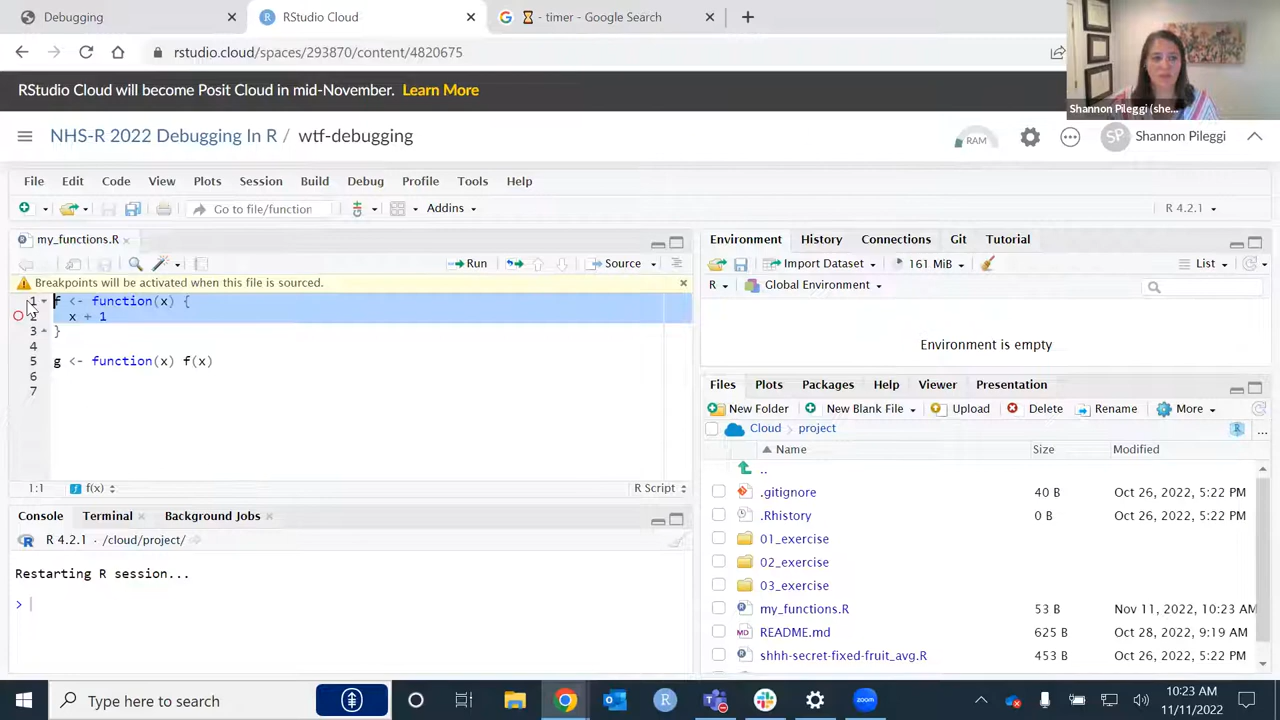 Debugging
RStudio Cloud
- timer - Google Search
rstudio.cloud/spaces/293870/content/4820675
Shannon Pileggi (she...
RStudio Cloud will become Posit Cloud in mid-November. Learn More
NHS-R 2022 Debugging In R / wtf-debugging
RAM
SP
Shannon Pileggi
File Edit Code View Plots Session Build Debug Profile Tools Help
Go to file/function
Addins
R 4.2.1
my_functions.R
Run
Source
Breakpoints will be activated when this file is sourced.
1 f <- function(x) {
2 x + 1
3 }
4
5 g <- function(x) f(x)
6
7
1:1
f(x)
R Script
Console Terminal Background Jobs
R 4.2.1 · /cloud/project/
Restarting R session...
>
Environment History Connections Git Tutorial
Import Dataset
161 MiB
List
R
Global Environment
Environment is empty
Files Plots Packages Help Viewer Presentation
New Folder New Blank File Upload Delete Rename More
Cloud project
Name Size Modified
..
.gitignore 40 B Oct 26, 2022, 5:22 PM
.Rhistory 0 B Oct 26, 2022, 5:22 PM
01_exercise
02_exercise
03_exercise
my_functions.R 53 B Nov 11, 2022, 10:23 AM
README.md 625 B Oct 28, 2022, 9:19 AM
shhh-secret-fixed-fruit_avg.R 453 B Oct 26, 2022, 5:22 PM
Type here to search
zoom
10:23 AM
11/11/2022